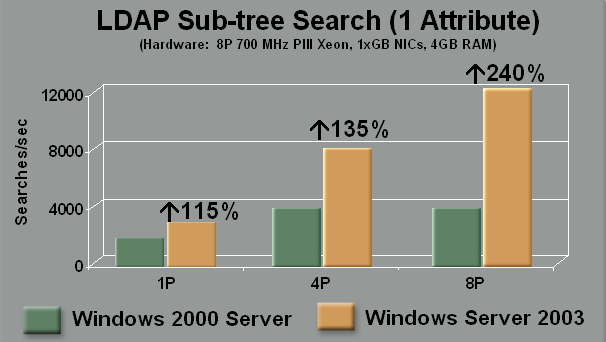 LDAP Sub-tree Search (1 Attribute)
(Hardware: 8P 700 MHz PIII Xeon, 1xGB NICs, 4GB RAM)
↑240%
12000
↑135%
8000
Searches/sec
↑115%
4000
0
1P 4P 8P
Windows 2000 Server Windows Server 2003